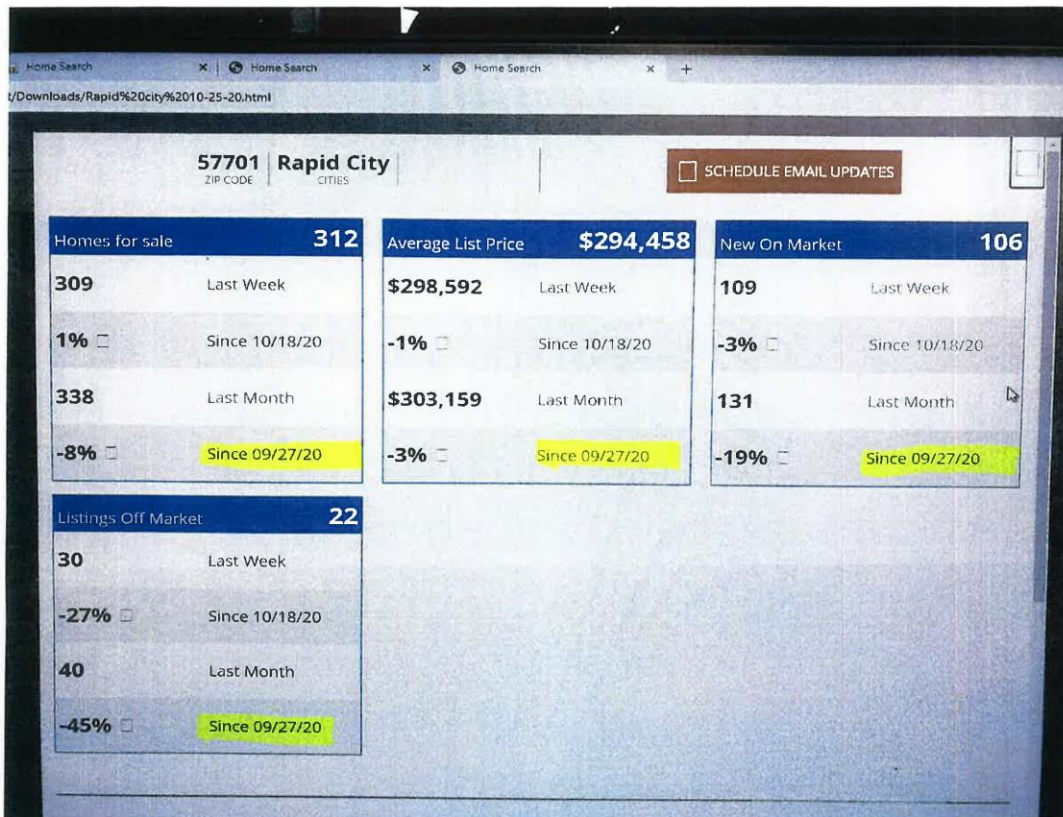 Home Search × Home Search × Home Search × +
t/Downloads/Rapid%20city%2010-25-20.html
57701 Rapid City
ZIP CODE CITIES
SCHEDULE EMAIL UPDATES
Homes for sale 312
309 Last Week
1% Since 10/18/20
338 Last Month
-8% Since 09/27/20
Average List Price $294,458
$298,592 Last Week
-1% Since 10/18/20
$303,159 Last Month
-3% Since 09/27/20
New On Market 106
109 Last Week
-3% Since 10/18/20
131 Last Month
-19% Since 09/27/20
Listings Off Market 22
30 Last Week
-27% Since 10/18/20
40 Last Month
-45% Since 09/27/20